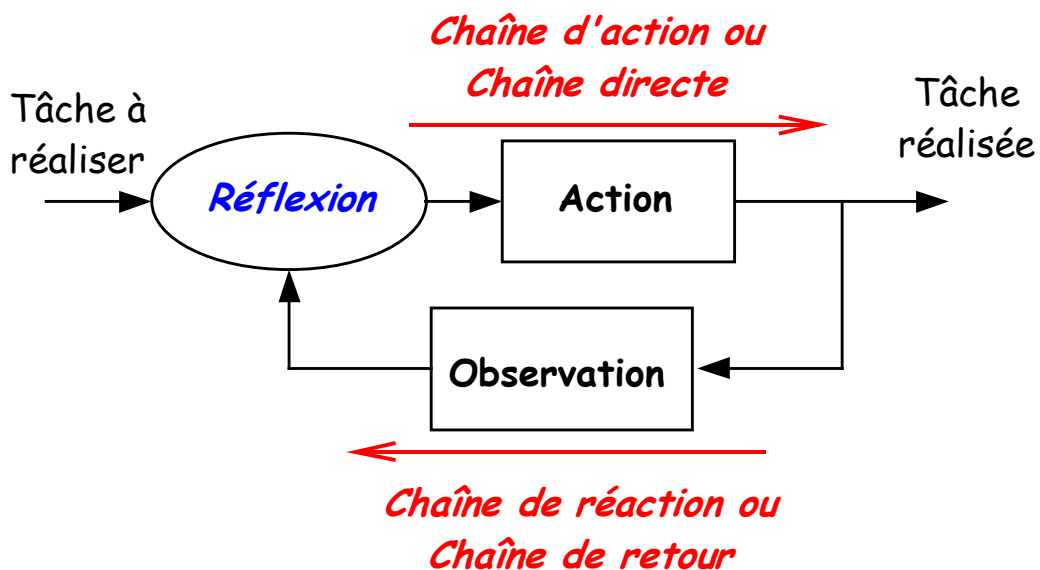 Chaîne d'action ou
Chaîne directe
Tâche à
réaliser
Tâche
réalisée
Réflexion
Action
Observation
Chaîne de réaction ou
Chaîne de retour